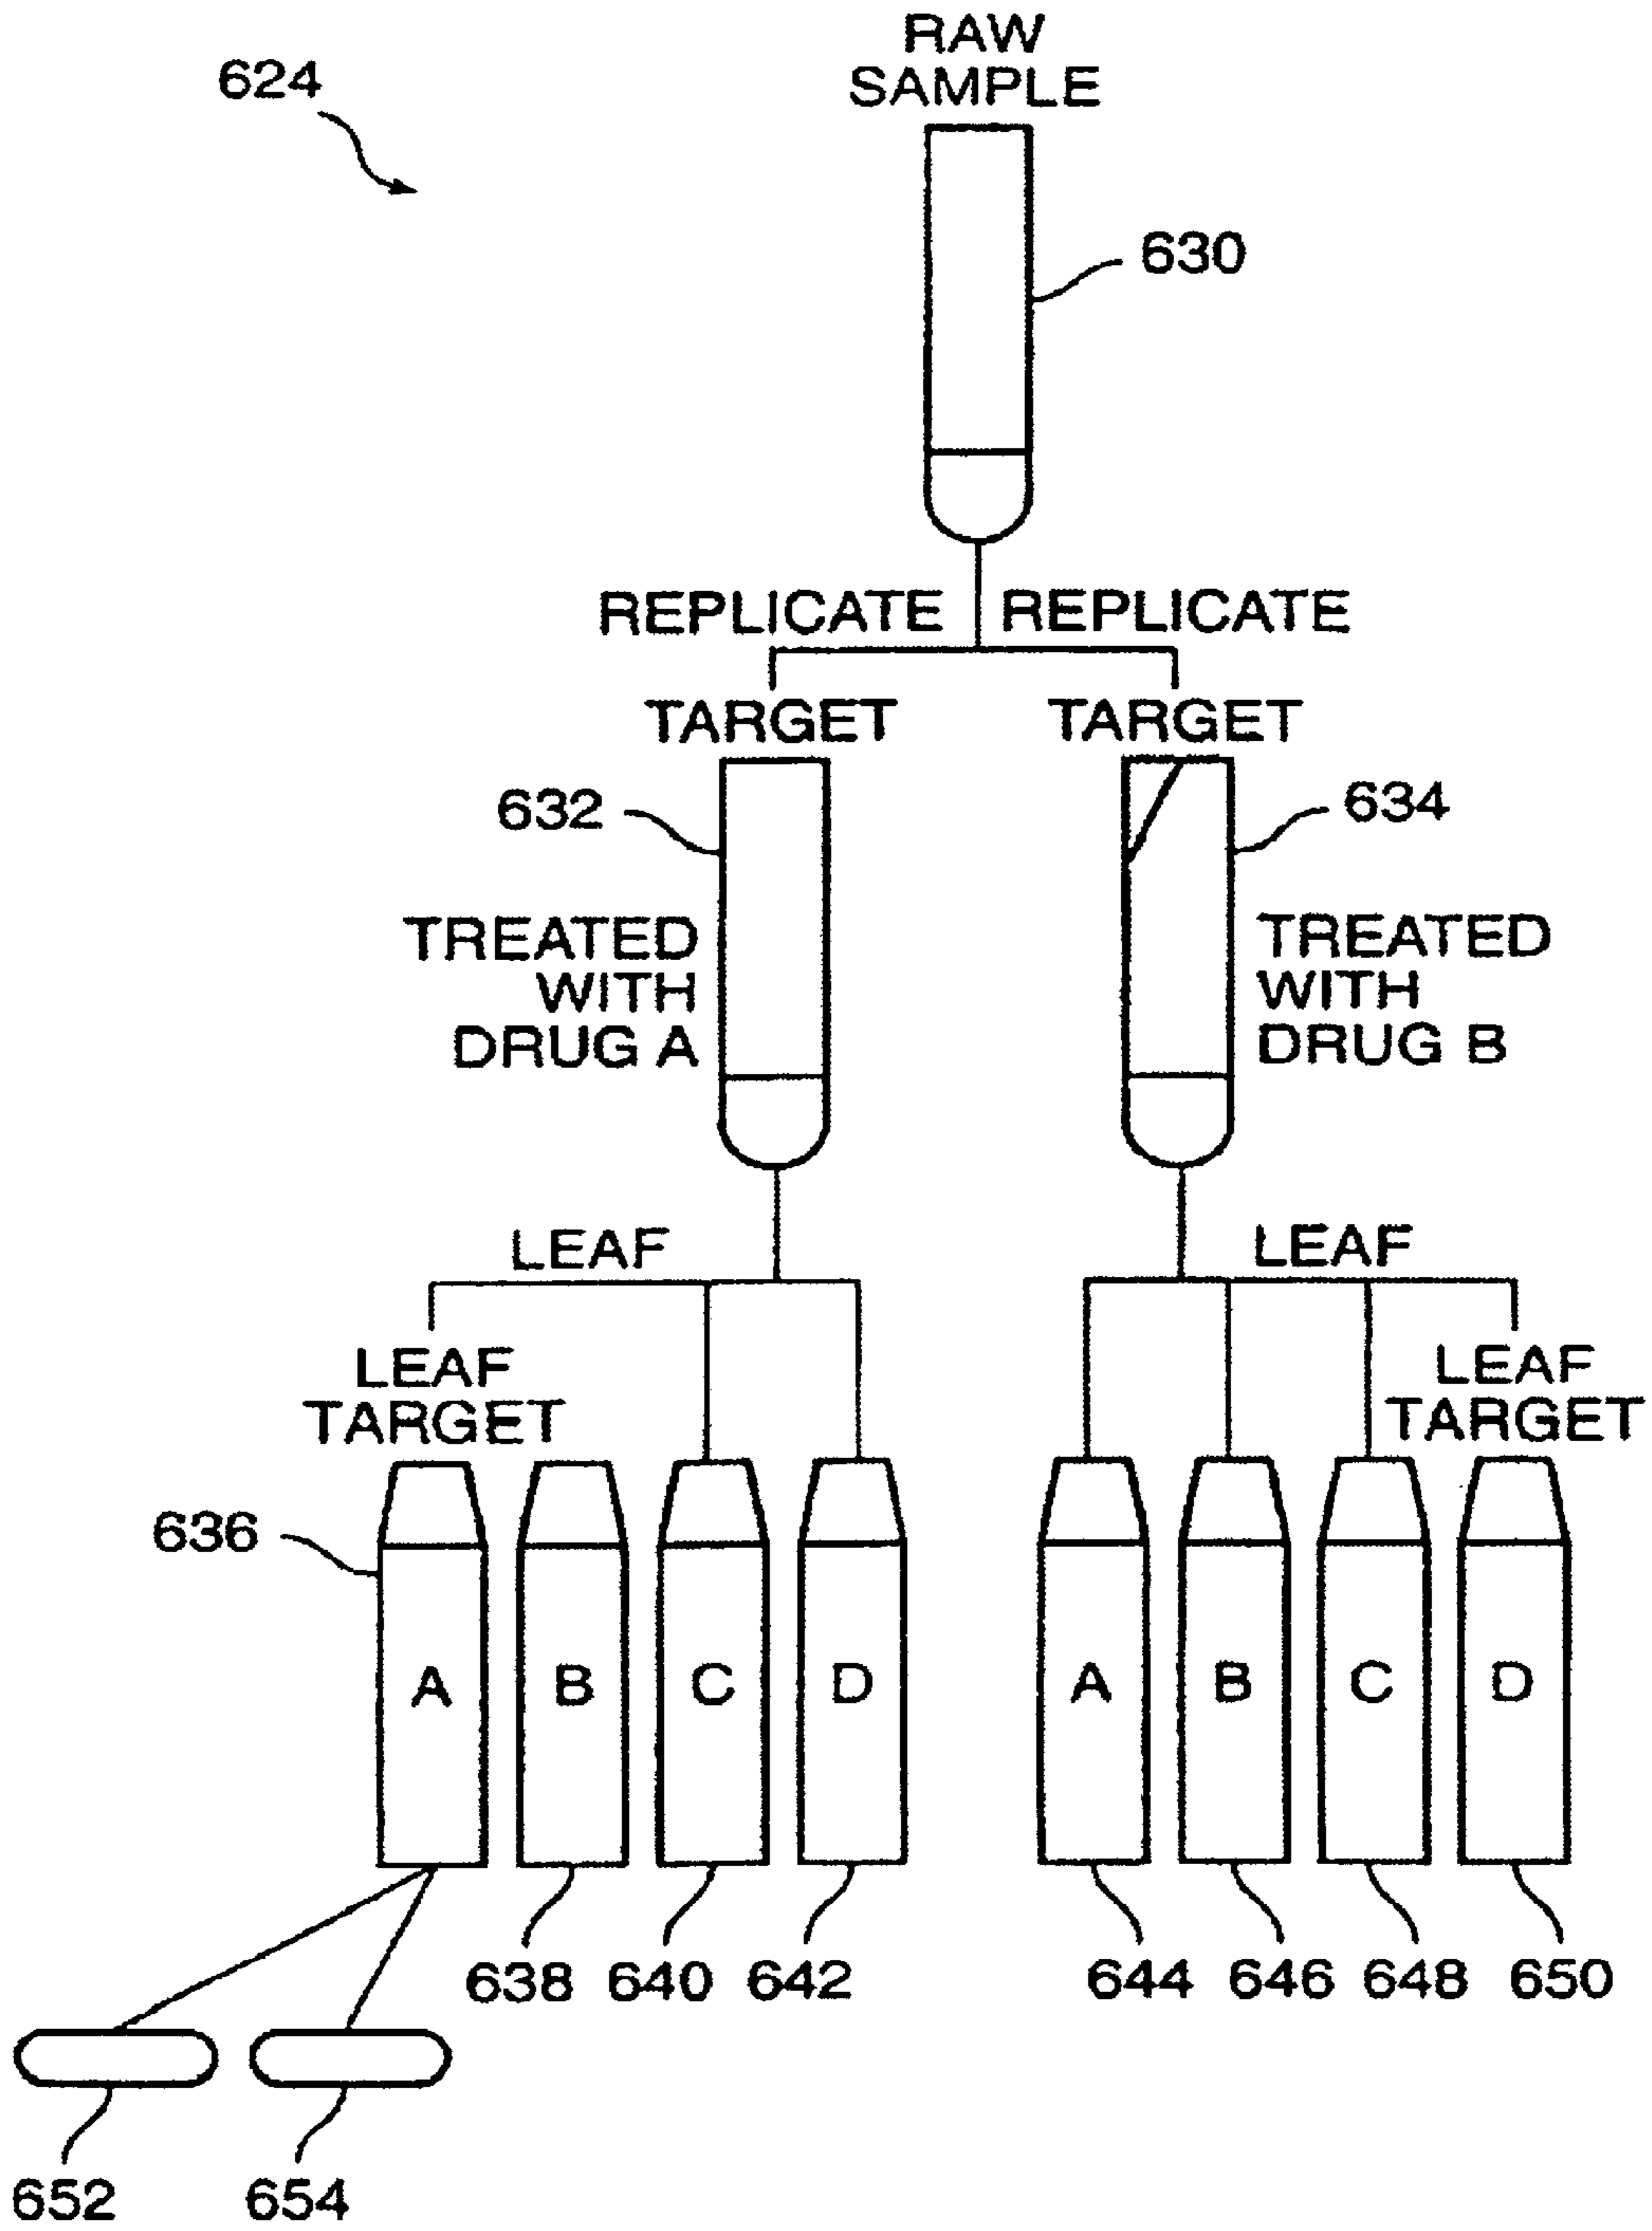 RAW
SAMPLE
624
630
REPLICATE REPLICATE
TARGET TARGET
632
634
TREATED
WITH
DRUG A
TREATED
WITH
DRUG B
LEAF
LEAF
LEAF
TARGET
LEAF
TARGET
636
A B C D A B C D
638 640 642 644 646 648 650
652 654